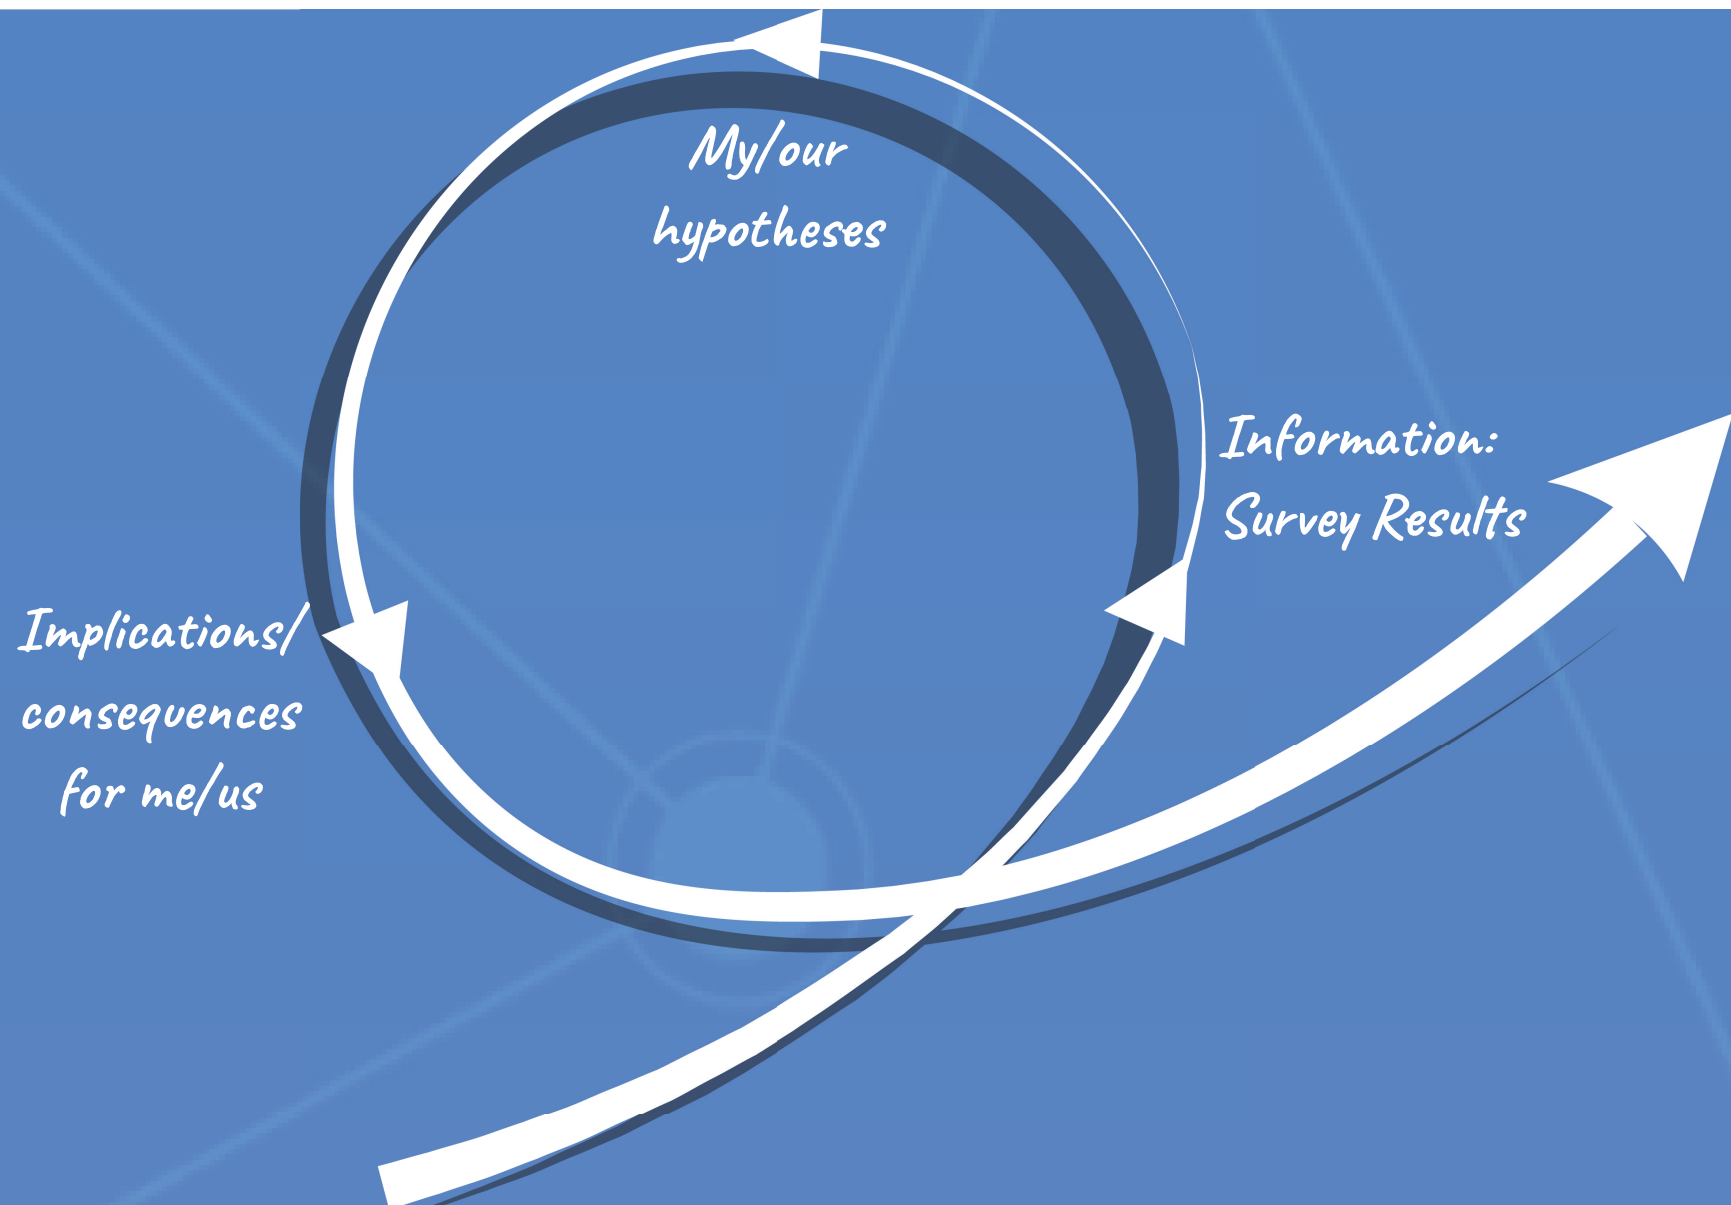 My/our
hypotheses
Information:
Survey Results
Implications/
consequences
for me/us